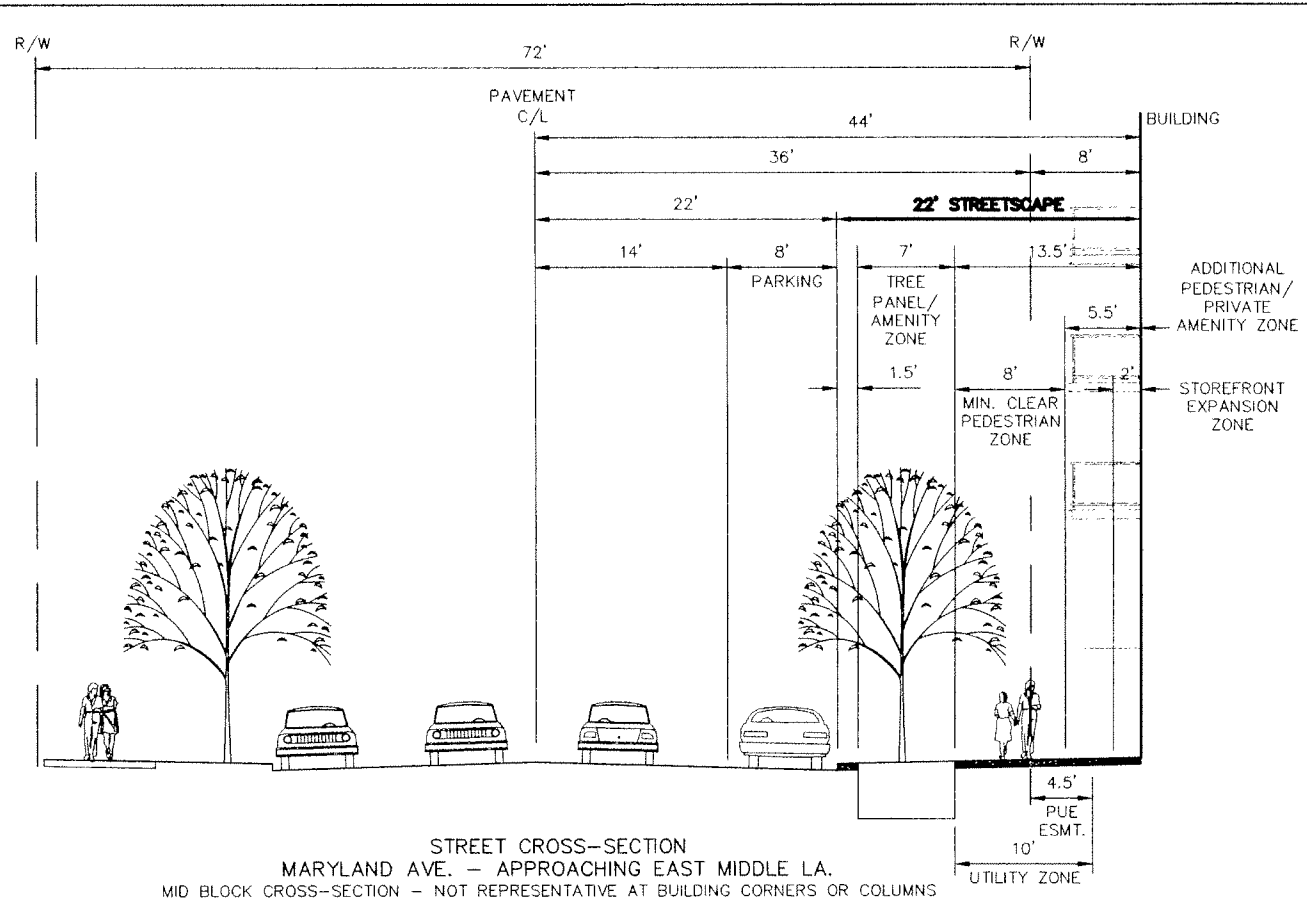 R/W
R/W
72'
PAVEMENT
C/L
BUILDING
44'
36'
8'
22'
22' STREETSCAPE
14'
8'
7'
13.5'
PARKING
TREE
PANEL/
AMENITY
ZONE
ADDITIONAL
PEDESTRIAN/
PRIVATE
AMENITY ZONE
5.5'
1.5'
8'
2'
MIN. CLEAR
PEDESTRIAN
ZONE
STOREFRONT
EXPANSION
ZONE
4.5'
PUE
ESMT.
10'
UTILITY ZONE
STREET CROSS-SECTION
MARYLAND AVE. – APPROACHING EAST MIDDLE LA.
MID BLOCK CROSS-SECTION – NOT REPRESENTATIVE AT BUILDING CORNERS OR COLUMNS